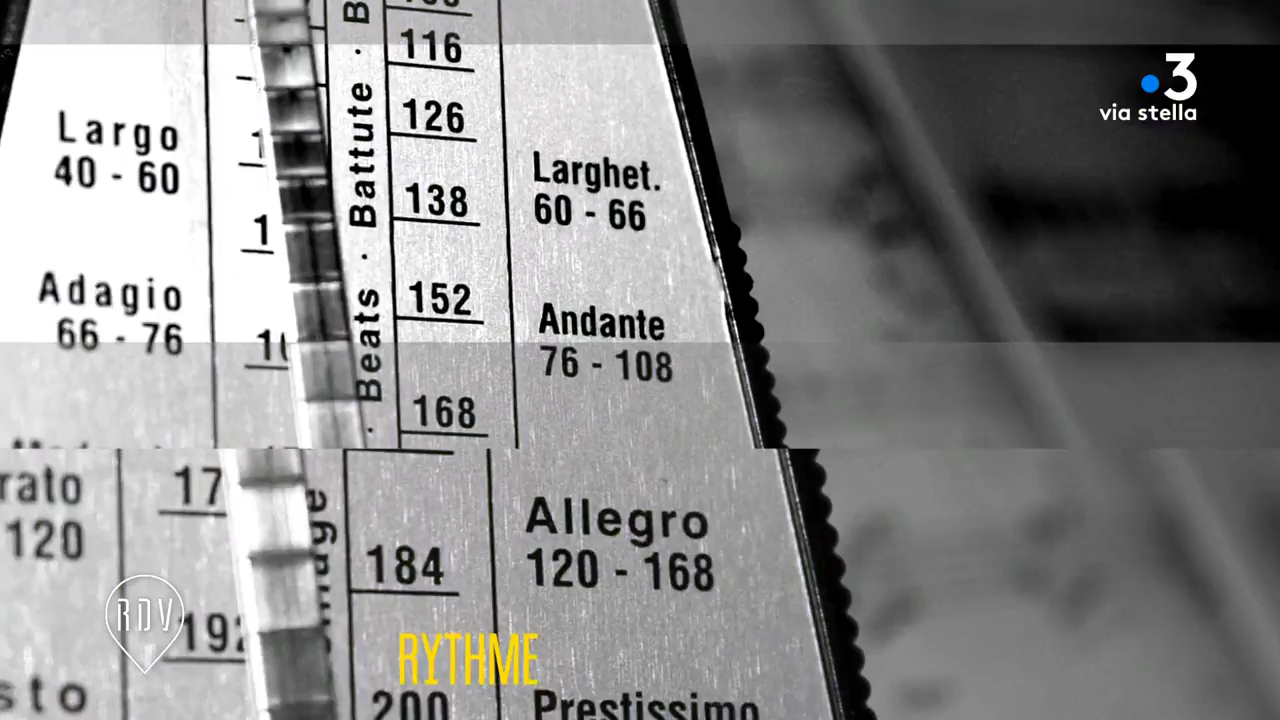 116
3
via stella
Largo
40 - 60
126
Battute
138
Larghet.
60 - 66
Adagio
66 - 76
Beats
152
Andante
76 - 108
168
rato
120
17
184
Allegro
120 - 168
RDV
192
RYTHME
sto
200
Prestissimo